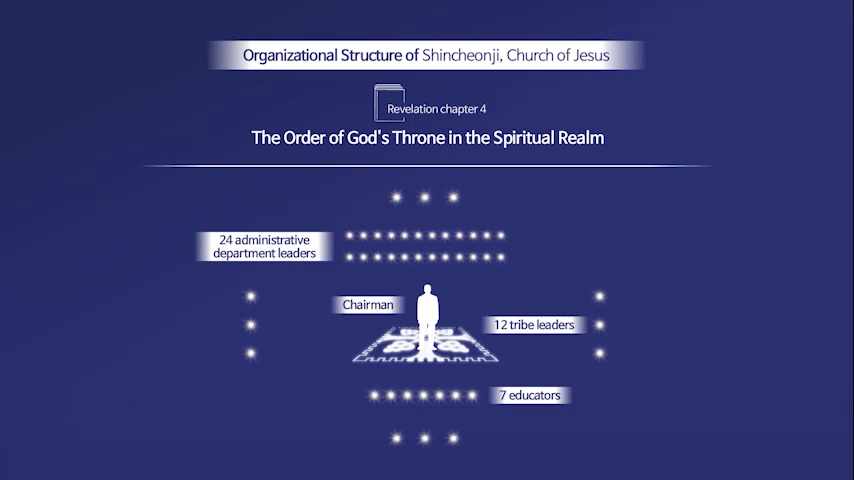 Organizational Structure of Shincheonji, Church of Jesus
Revelation chapter 4
The Order of God's Throne in the Spiritual Realm
24 administrative
department leaders
Chairman
12 tribe leaders
7 educators